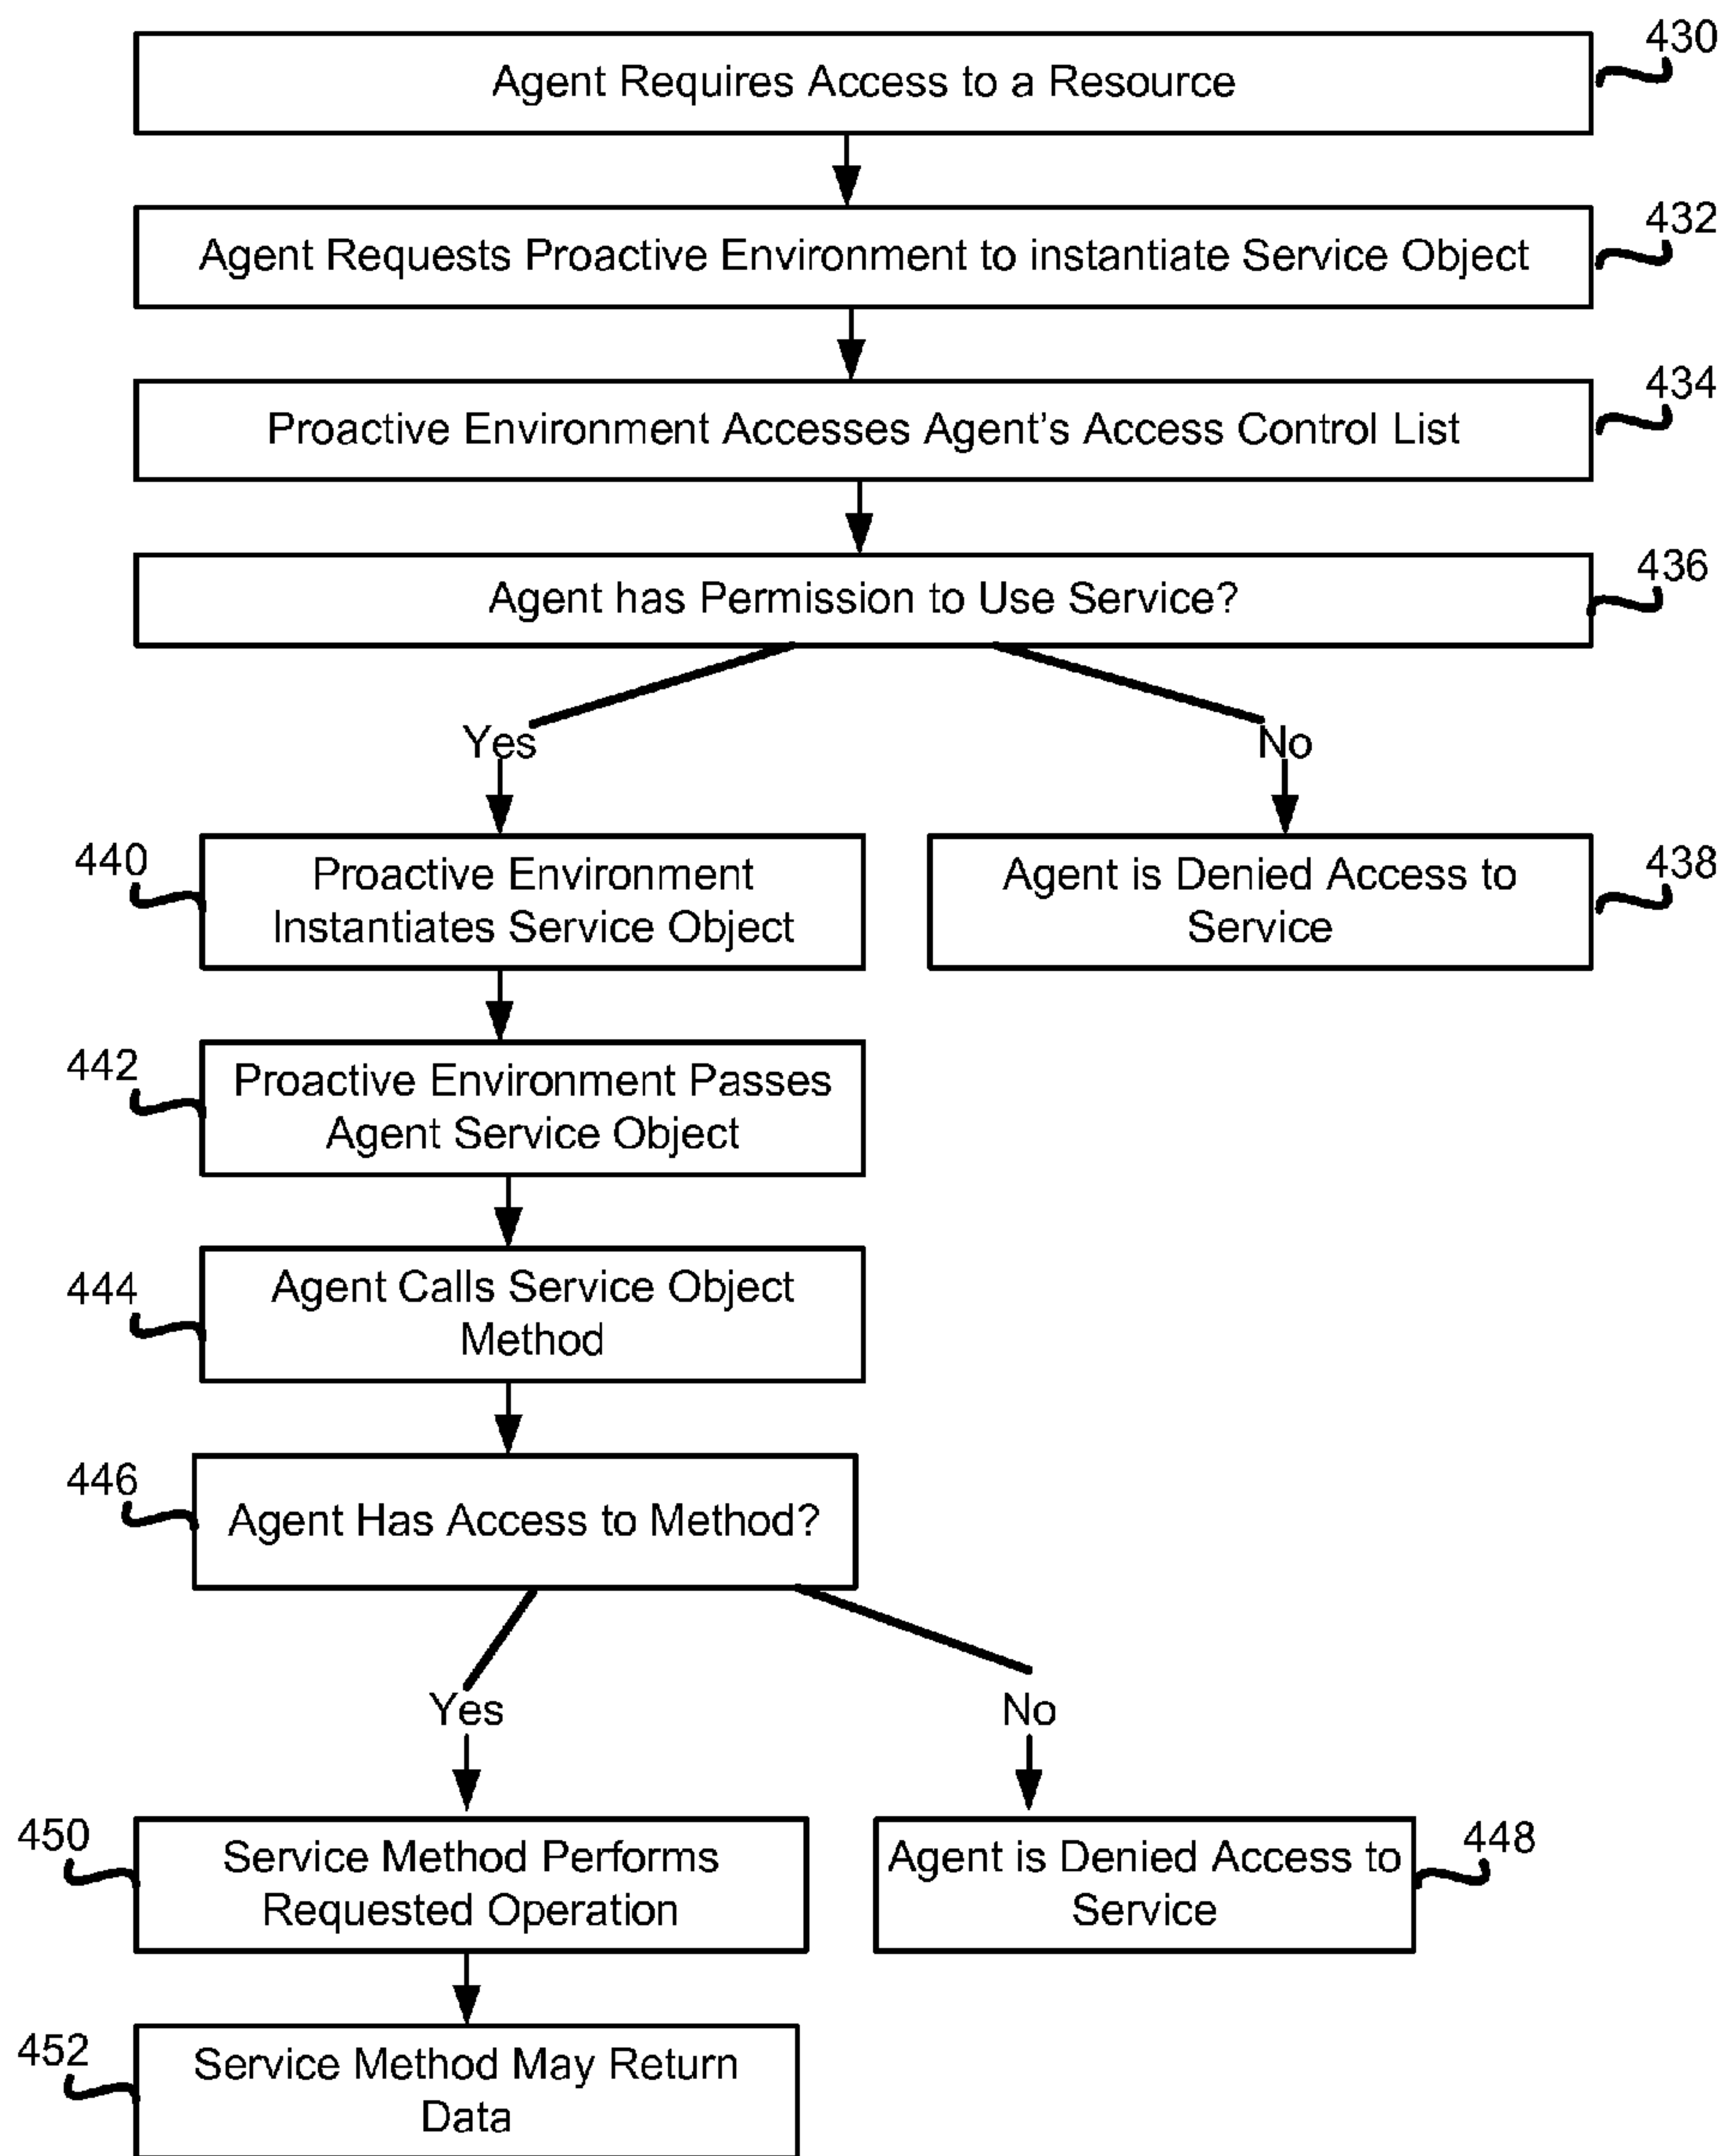 430
Agent Requires Access to a Resource
432
Agent Requests Proactive Environment to instantiate Service Object
434
Proactive Environment Accesses Agent's Access Control List
436
Agent has Permission to Use Service?
Yes
No
440
Proactive Environment
Instantiates Service Object
Agent is Denied Access to
Service
438
442
Proactive Environment Passes
Agent Service Object
444
Agent Calls Service Object
Method
446
Agent Has Access to Method?
Yes
No
450
Service Method Performs
Requested Operation
Agent is Denied Access to
Service
448
452
Service Method May Return
Data